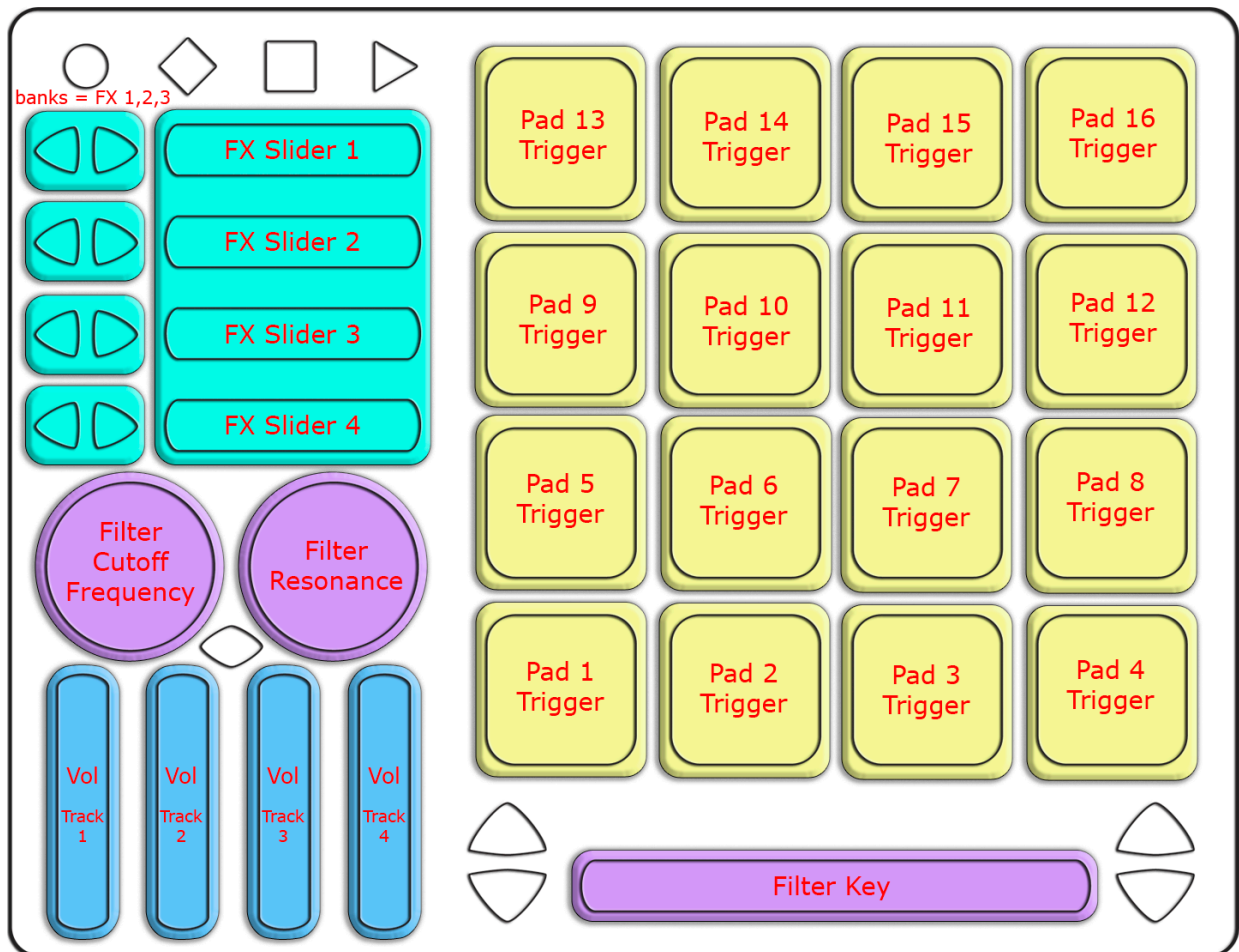 banks = FX 1,2,3
FX Slider 1
FX Slider 2
FX Slider 3
FX Slider 4
Filter
Cutoff
Frequency
Filter
Resonance
Vol
Track
1
Vol
Track
2
Vol
Track
3
Vol
Track
4
Pad 13
Trigger
Pad 14
Trigger
Pad 15
Trigger
Pad 16
Trigger
Pad 9
Trigger
Pad 10
Trigger
Pad 11
Trigger
Pad 12
Trigger
Pad 5
Trigger
Pad 6
Trigger
Pad 7
Trigger
Pad 8
Trigger
Pad 1
Trigger
Pad 2
Trigger
Pad 3
Trigger
Pad 4
Trigger
Filter Key